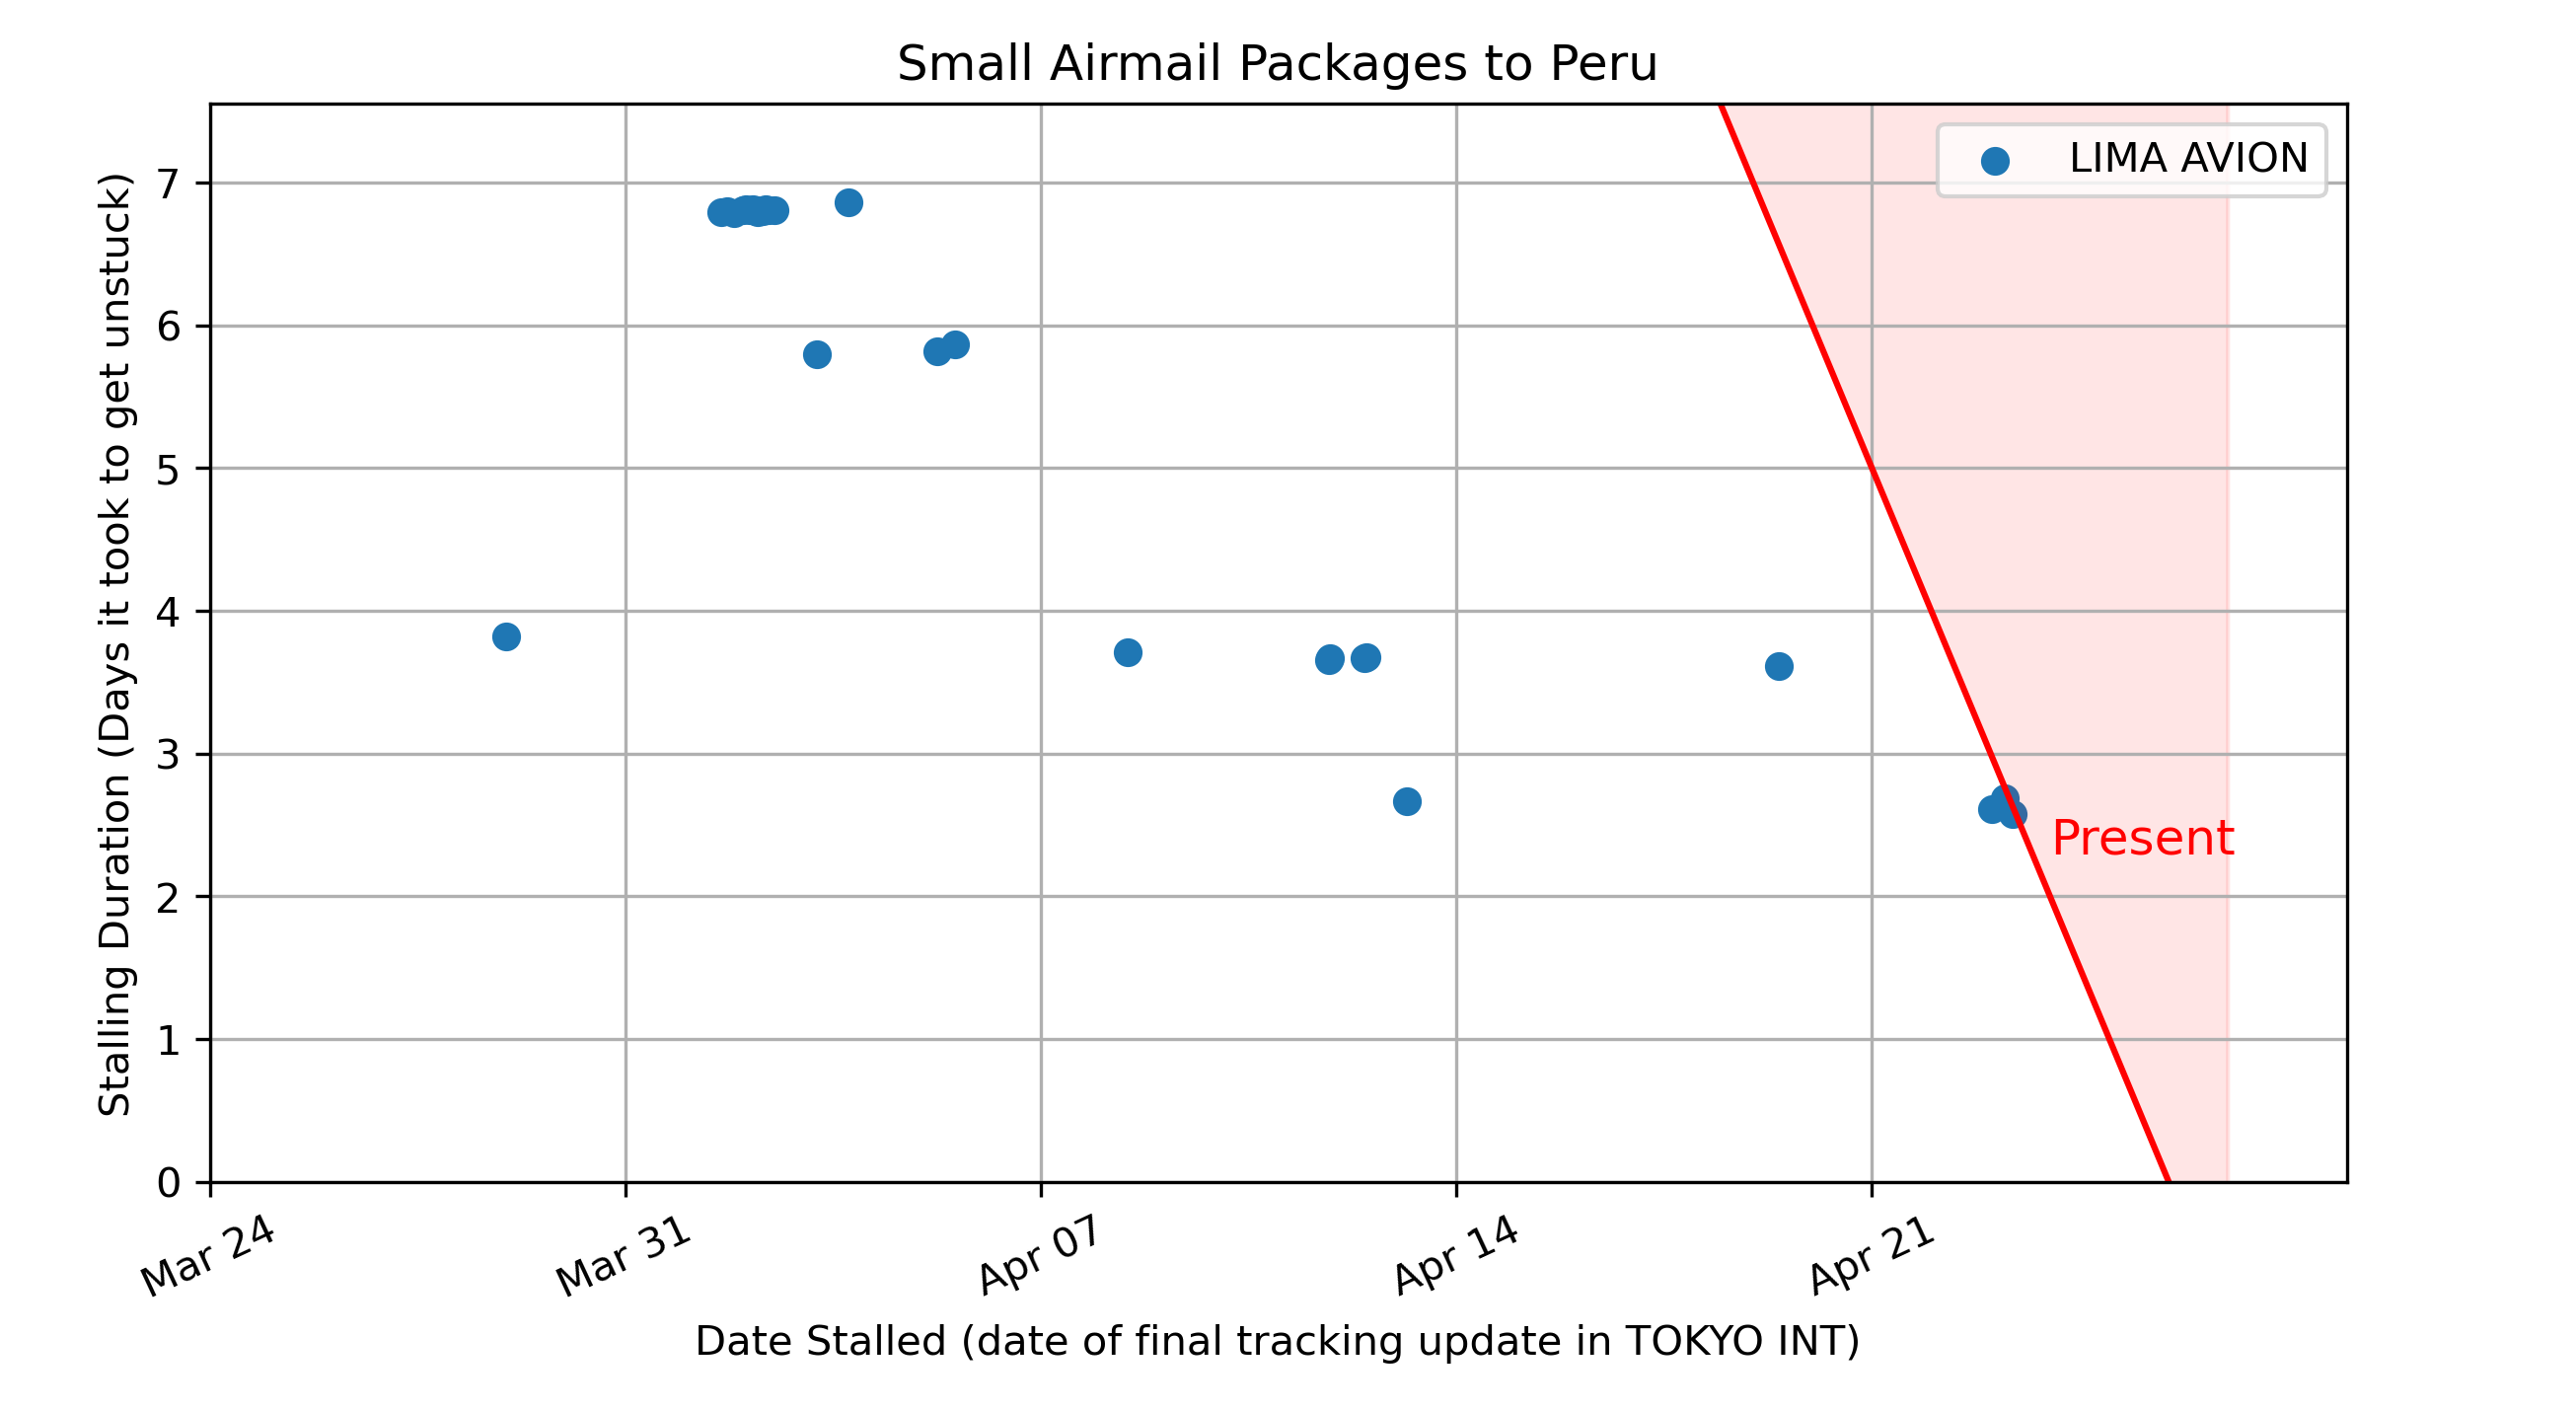 Small Airmail Packages to Peru
LIMA AVION
Stalling Duration (Days it took to get unstuck)
7
6
5
4
3
2
1
0
Present
Mar 24
Mar 31
Apr 07
Apr 14
Apr 21
Date Stalled (date of final tracking update in TOKYO INT)